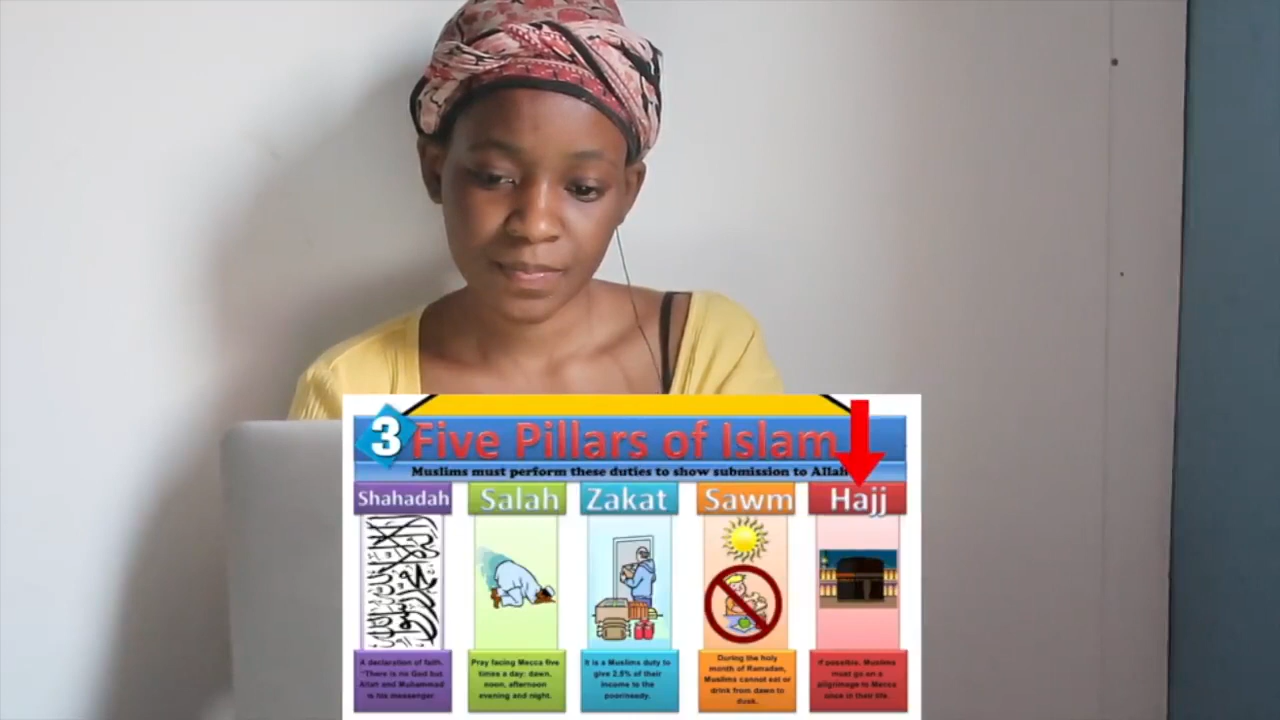 3 Five Pillars of Islam
Muslims must perform these duties to show submission to Allah
Shahadah
Salah
Zakat
Sawm
Hajj
A declaration of faith.
"There is no God but
Allah and Muhammad
is his messenger
Pray facing Mecca five
times a day: dawn,
noon, afternoon
evening and night.
It is a Muslims duty to
give 2.5% of their
income to the
poor/needy.
During the holy
month of Ramadan,
Muslims cannot eat or
drink from dawn to
dusk.
If possible, Muslims
must go on a
pilgrimage to Mecca
once in their life.